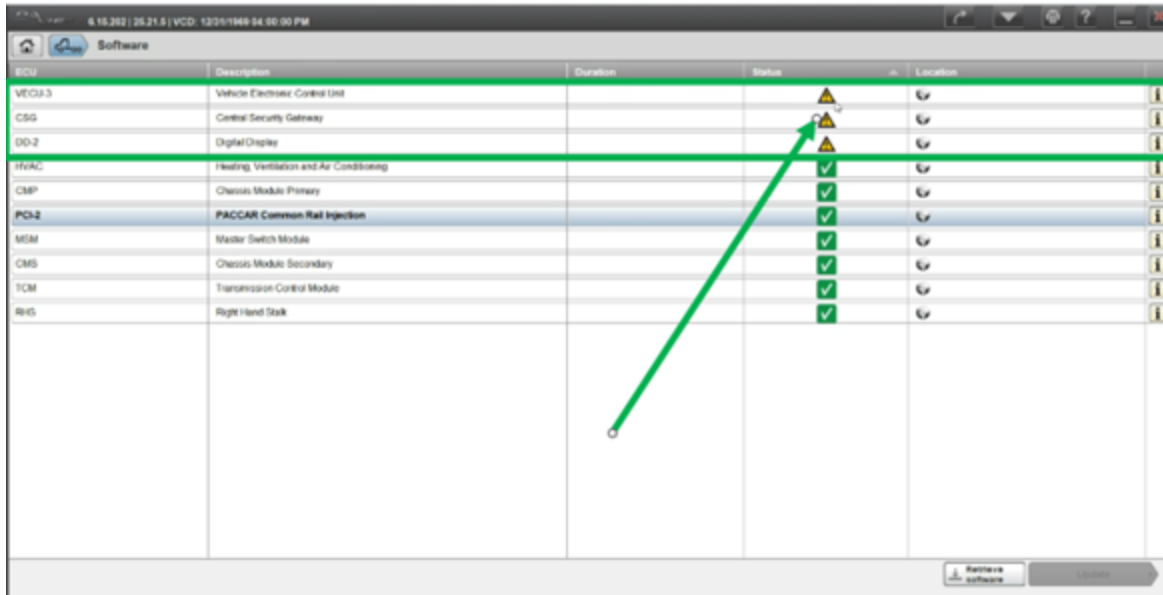 6.15.202 | 25.21.5 | VCD: 12/31/1969 04:00:00 PM
Software
ECU Description Duration Status Location
VECU-3 Vehicle Electronic Control Unit
CSG Central Security Gateway
DD-2 Digital Display
HVAC Heating, Ventilation and Air Conditioning
CMP Chassis Module Primary
PCI-2 PACCAR Common Rail Injection
MSM Master Switch Module
CMS Chassis Module Secondary
TCM Transmission Control Module
RHS Right Hand Stalk
Retrieve
software
Update